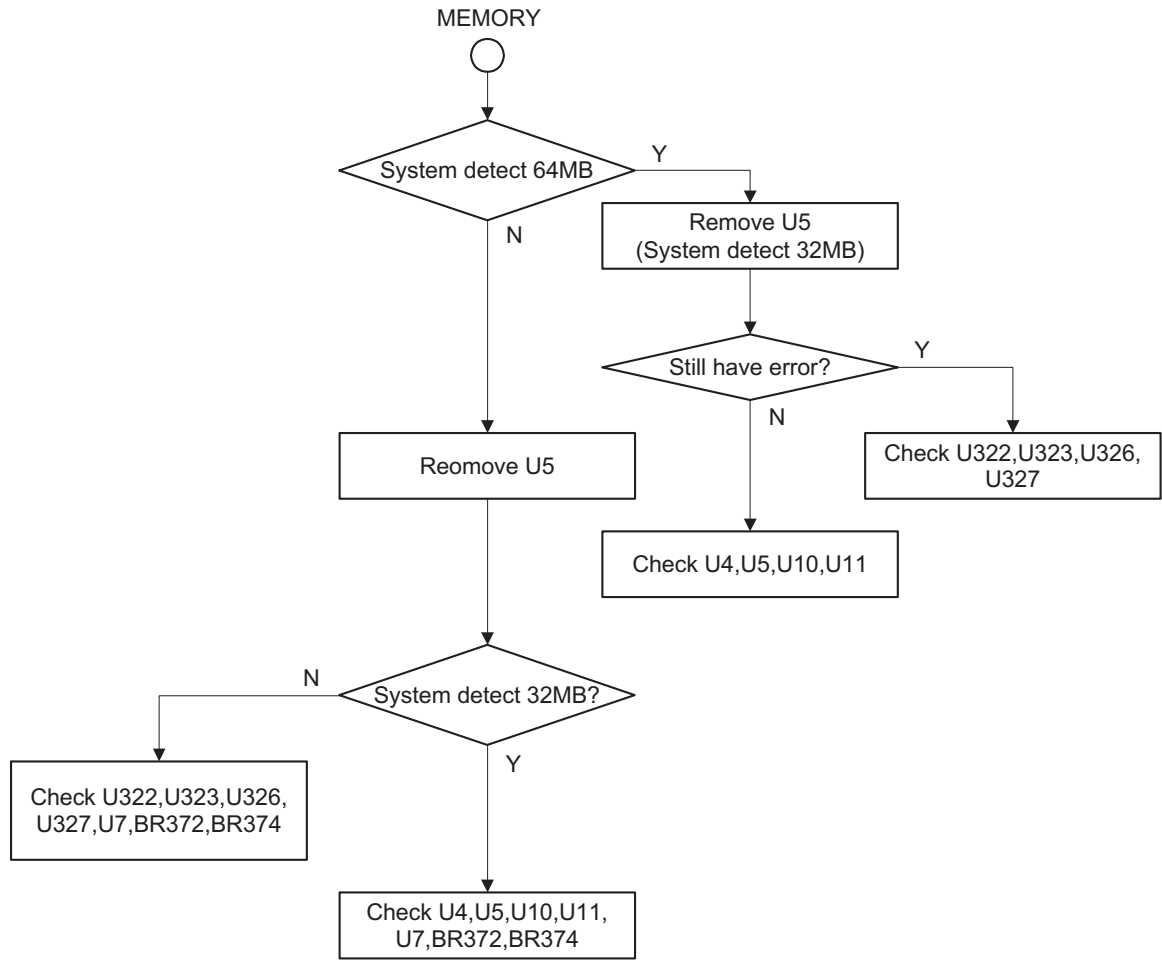 MEMORY
System detect 64MB
Y
N
Remove U5
(System detect 32MB)
Still have error?
Y
N
Check U322,U323,U326,
U327
Reomove U5
Check U4,U5,U10,U11
N
System detect 32MB?
Y
Check U322,U323,U326,
U327,U7,BR372,BR374
Check U4,U5,U10,U11,
U7,BR372,BR374